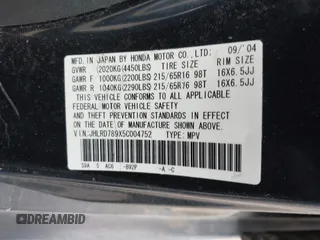 MFD. IN JAPAN BY HONDA MOTOR CO.,LTD. 09/'04
GVWR (2020KG(4450LBS) TIRE SIZE RIM SIZE
GAWR F 1000KG(2200LBS) 215/65R16 98T 16X6.5JJ
GAWR R 1040KG(2290LBS) 215/65R16 98T 16X6.5JJ
THIS VEHICLE CONFORMS TO ALL APPLICABLE
FEDERAL MOTOR VEHICLE SAFETY AND
THEFT PREVENTION STANDARDS IN EFFECT ON
THE DATE OF MANUFACTURE SHOWN ABOVE.
V.I.N:JHLRD789X5C004752 TYPE: MPV
S9A -B92P -A -C
DREAMBID